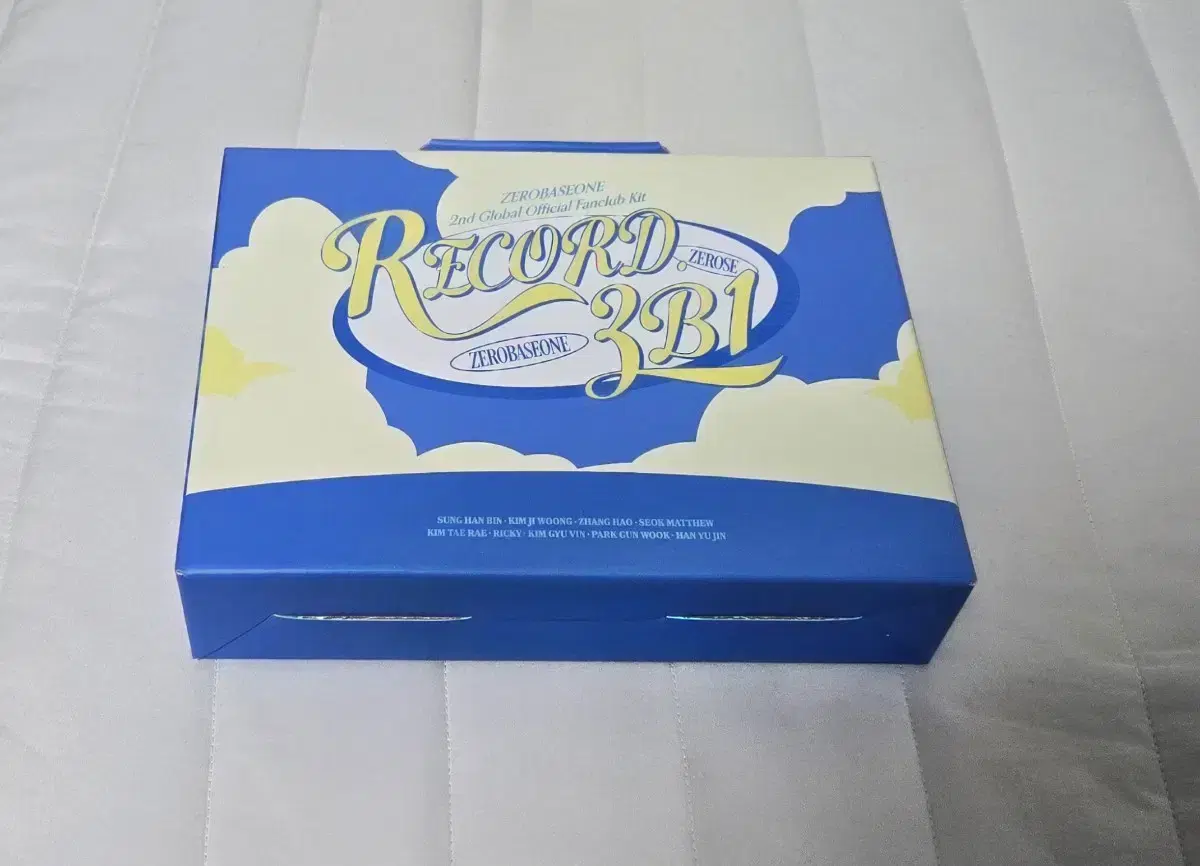 ZEROBASEONE
2nd Global Official Fanclub Kit
RECORD.
ZEROSE
ZB1
ZEROBASEONE
SUNG HAN BIN · KIM JI WOONG · ZHANG HAO · SEOK MATTHEW
KIM TAE RAE · RICKY · KIM GYU VIN · PARK GUN WOOK · HAN YU JIN